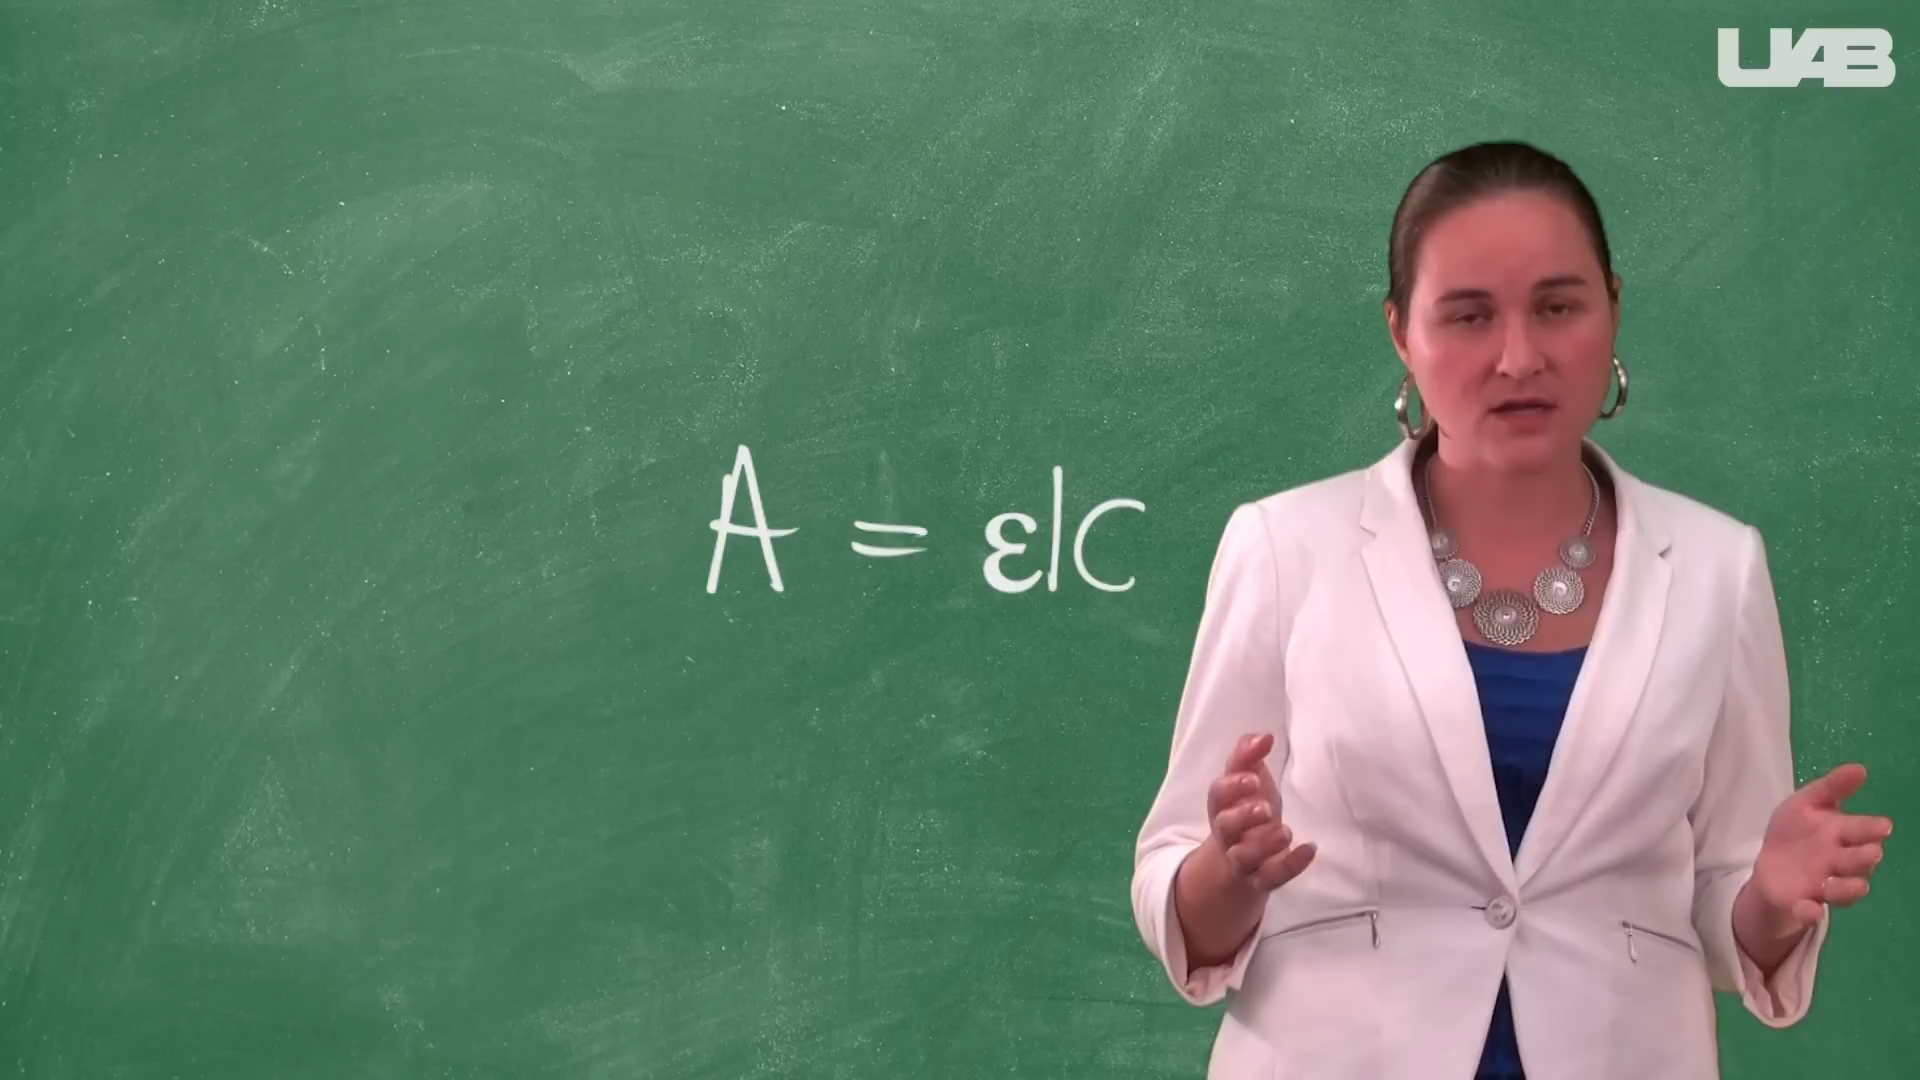 UAB
A = εlc